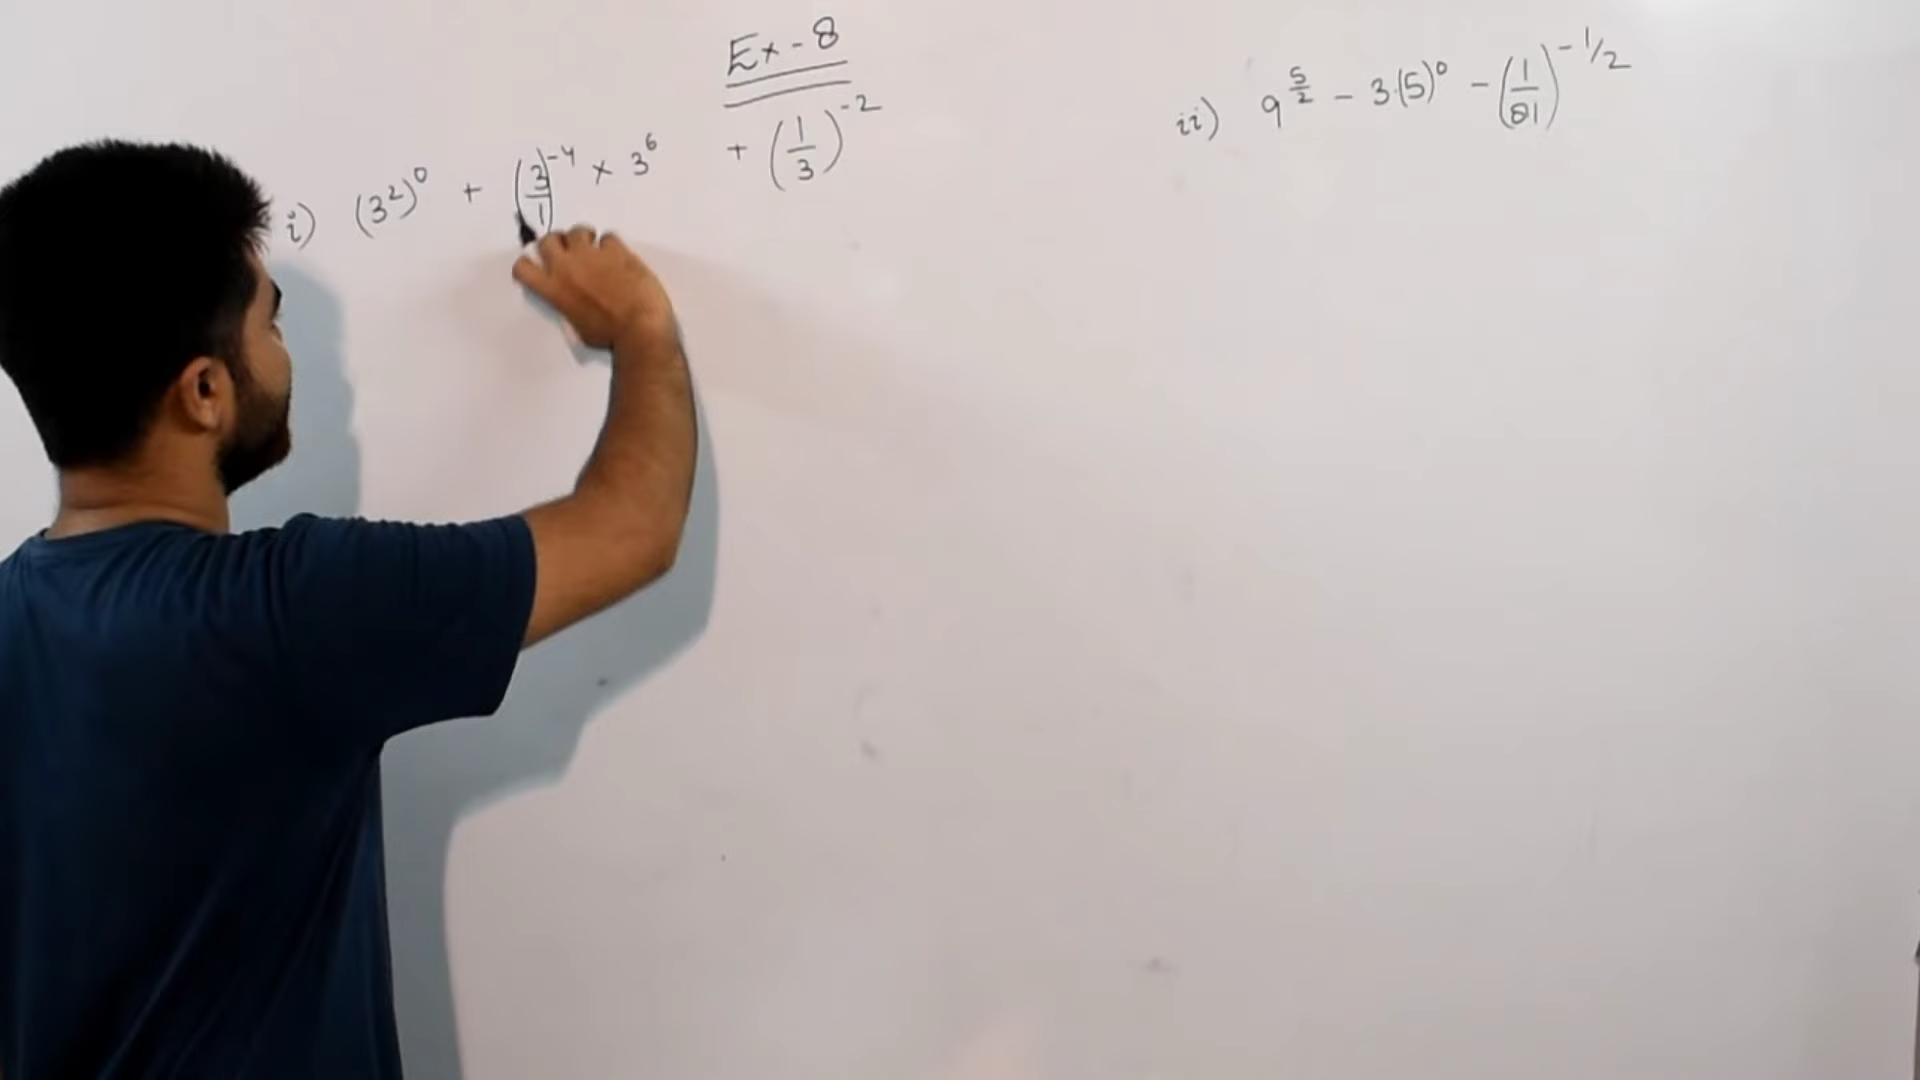 Ex - 8
i) (3²)⁰ + (3/1)⁻⁴ × 3⁶ + (1/3)⁻²
ii) 9^(5/2) - 3·(5)⁰ - (1/81)^(-1/2)